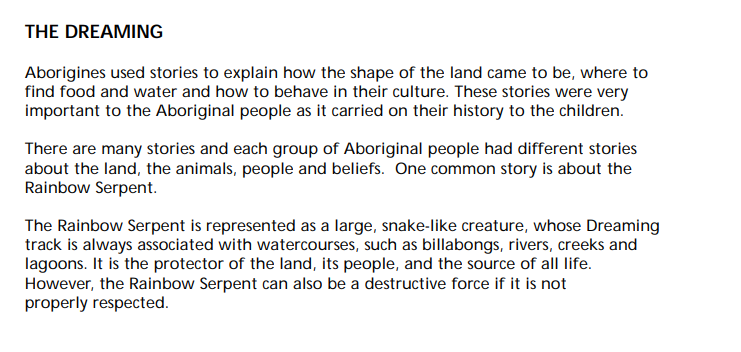 THE DREAMING
Aborigines used stories to explain how the shape of the land came to be, where to
find food and water and how to behave in their culture. These stories were very
important to the Aboriginal people as it carried on their history to the children.
There are many stories and each group of Aboriginal people had different stories
about the land, the animals, people and beliefs.  One common story is about the
Rainbow Serpent.
The Rainbow Serpent is represented as a large, snake-like creature, whose Dreaming
track is always associated with watercourses, such as billabongs, rivers, creeks and
lagoons. It is the protector of the land, its people, and the source of all life.
However, the Rainbow Serpent can also be a destructive force if it is not
properly respected.